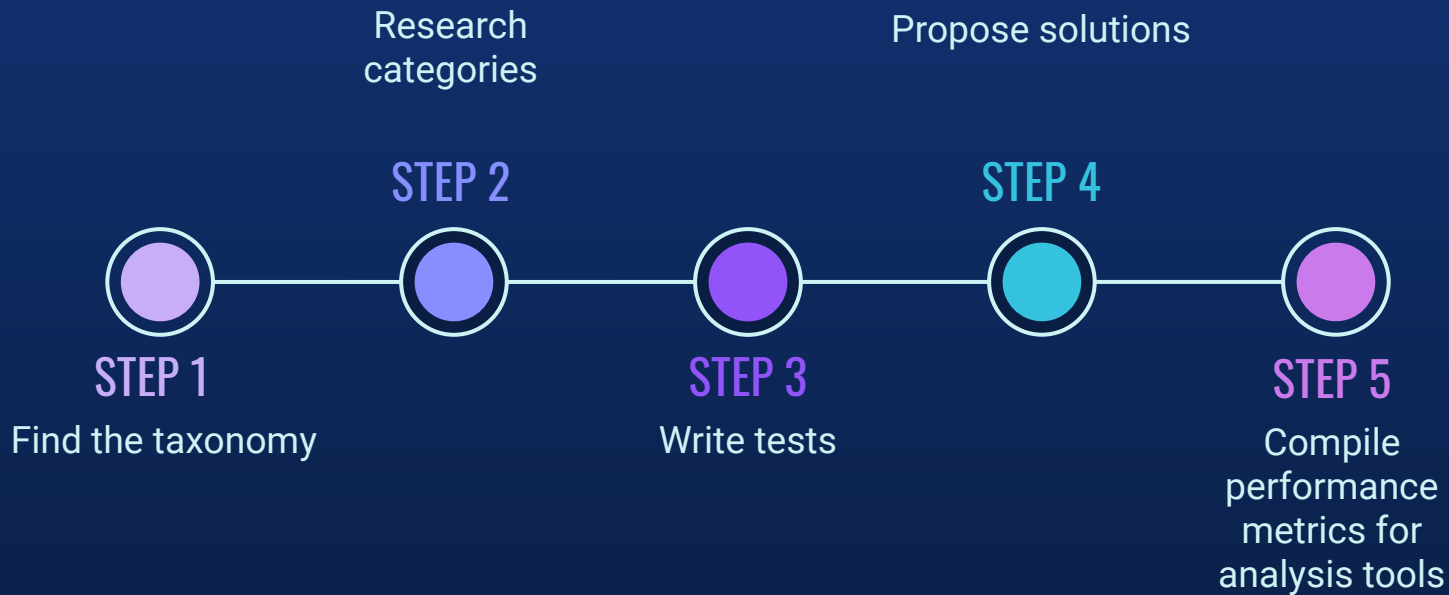 STEP 1
Find the taxonomy
Research
categories
STEP 2
STEP 3
Write tests
Propose solutions
STEP 4
STEP 5
Compile
performance
metrics for
analysis tools